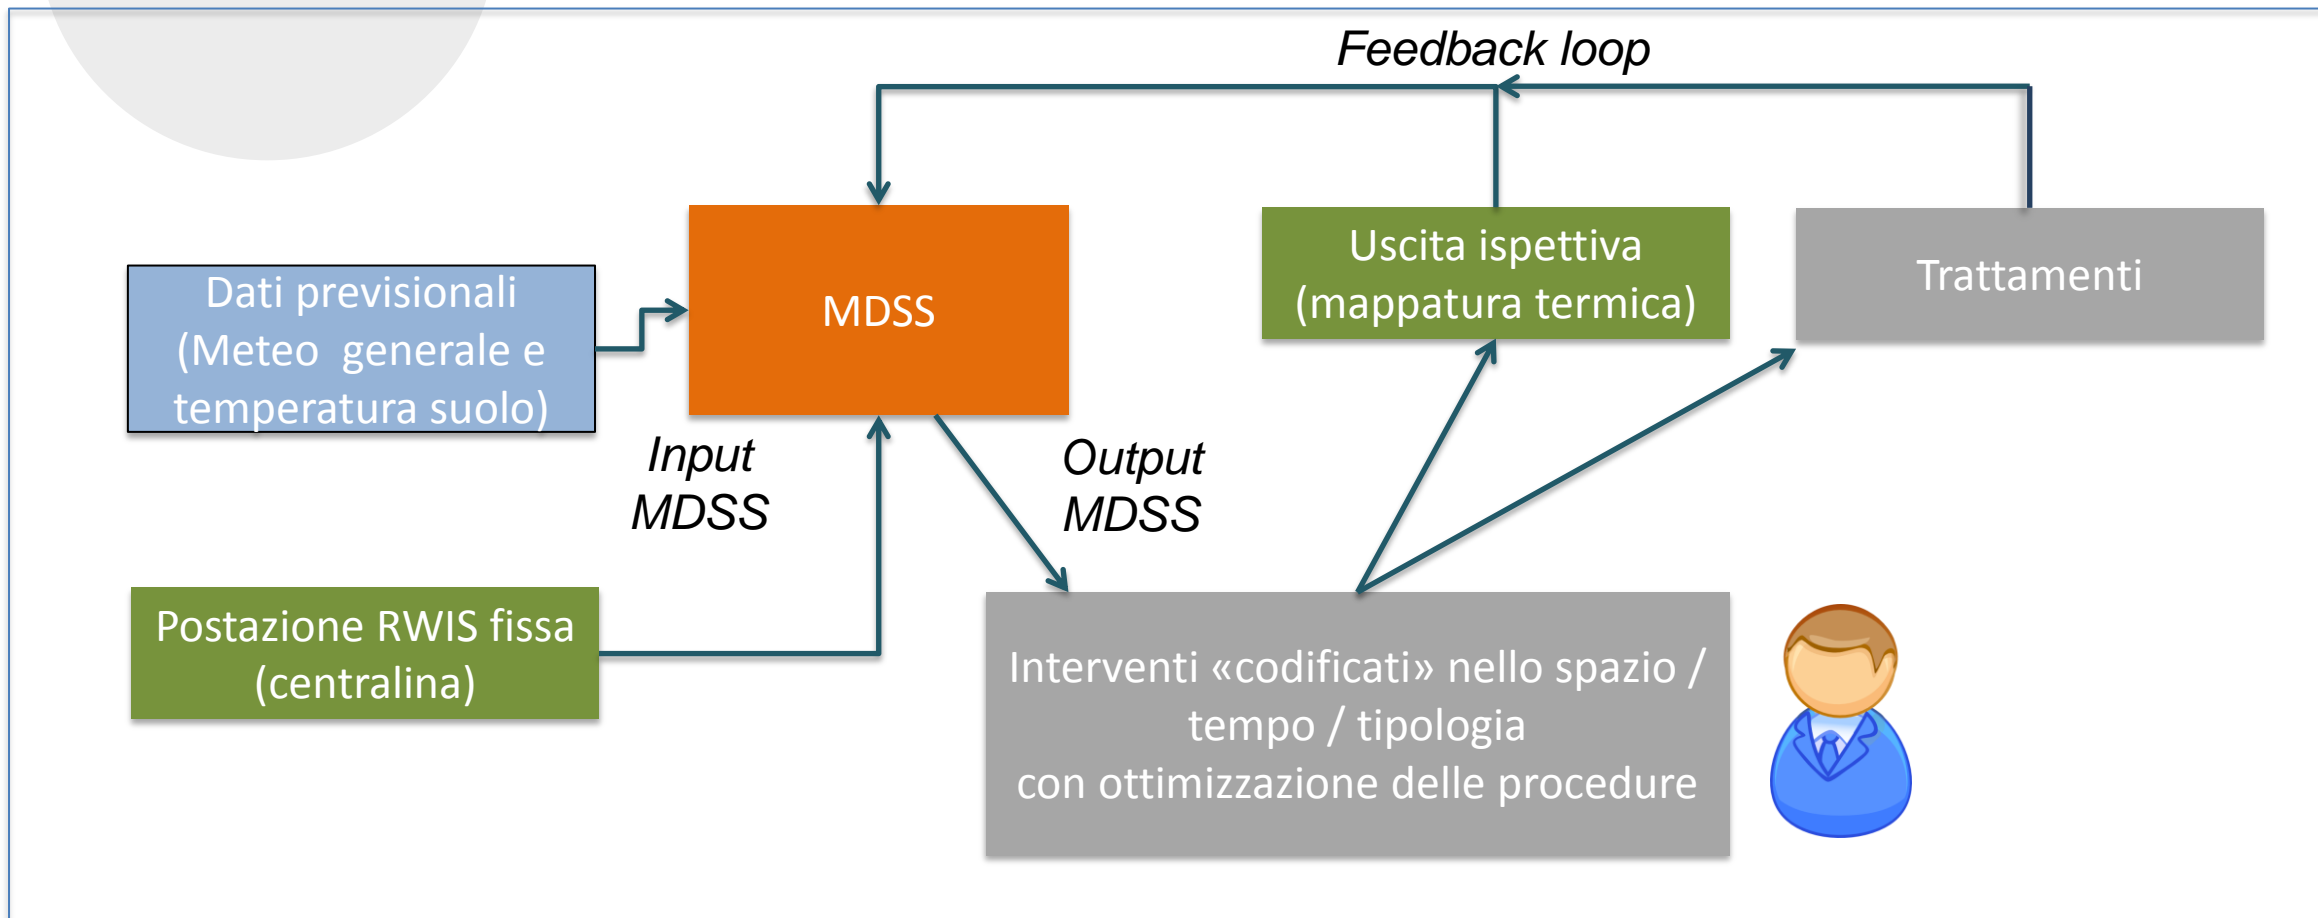 Feedback loop
Dati previsionali
(Meteo generale e
temperatura suolo)
MDSS
Uscita ispettiva
(mappatura termica)
Trattamenti
Input
MDSS
Output
MDSS
Postazione RWIS fissa
(centralina)
Interventi «codificati» nello spazio /
tempo / tipologia
con ottimizzazione delle procedure